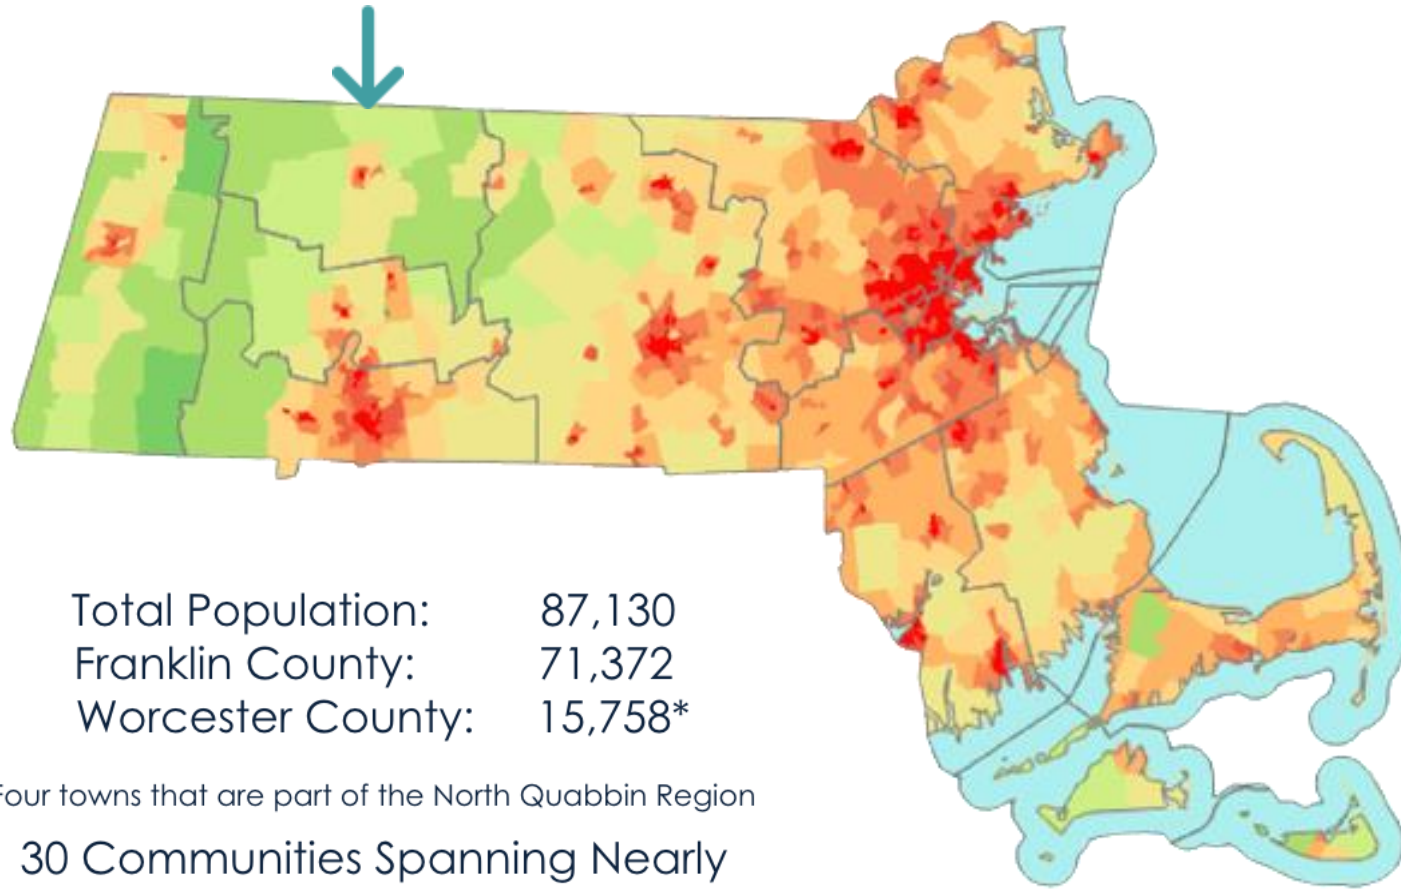 Total Population: 87,130
Franklin County: 71,372
Worcester County: 15,758*
Four towns that are part of the North Quabbin Region
30 Communities Spanning Nearly